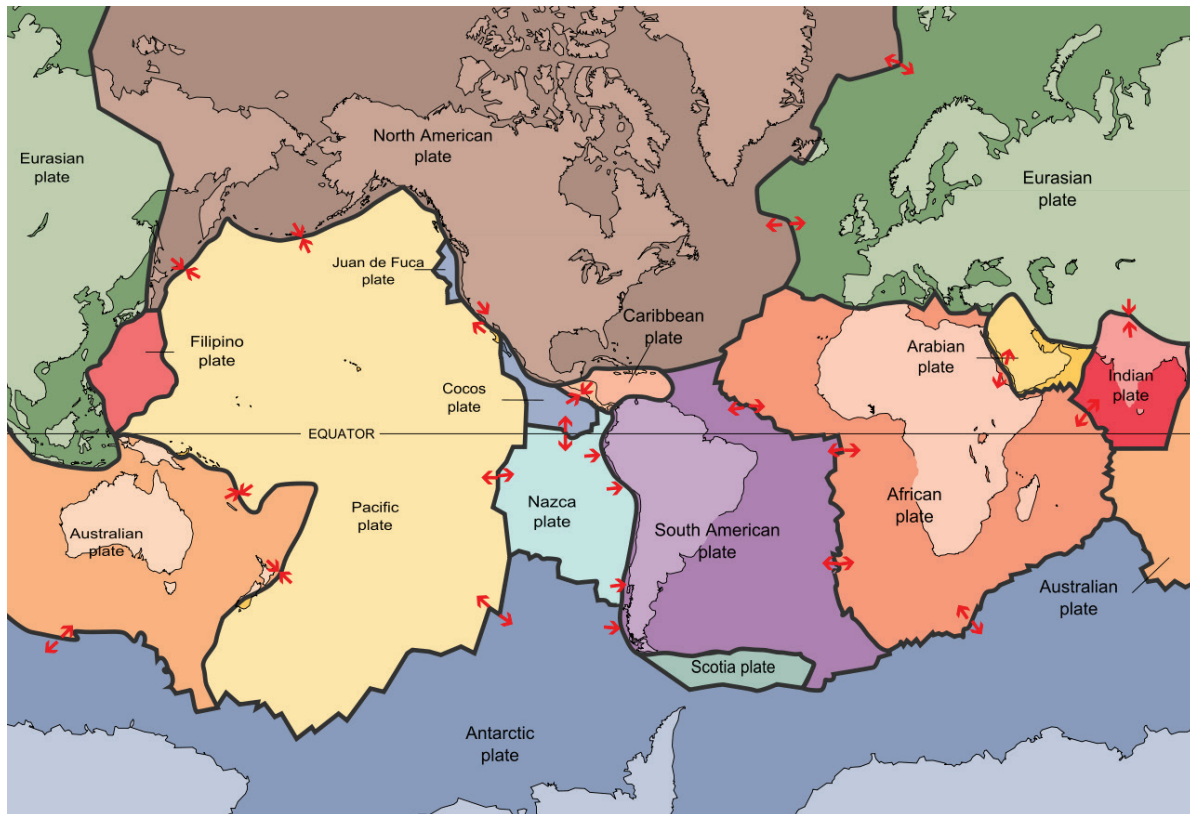 North American
plate
Eurasian
plate
Eurasian
plate
Juan de Fuca
plate
Caribbean
plate
Filipino
plate
Arabian
plate
Indian
plate
Cocos
plate
EQUATOR
Pacific
plate
Nazca
plate
African
plate
Australian
plate
South American
plate
Australian
plate
Scotia plate
Antarctic
plate